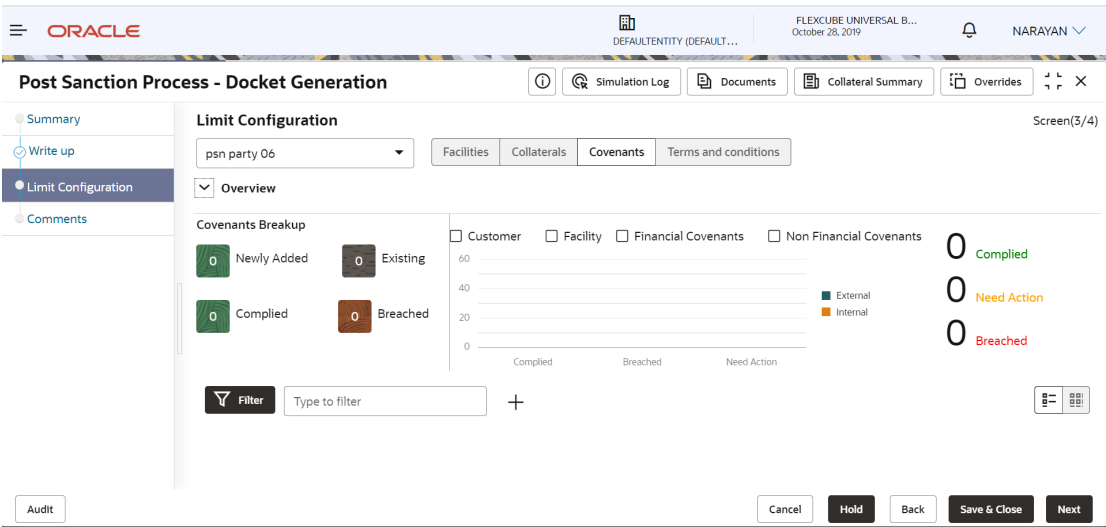 ORACLE
DEFAULTENTITY (DEFAULT...
FLEXCUBE UNIVERSAL B...
October 28, 2019
NARAYAN
Post Sanction Process - Docket Generation
Simulation Log
Documents
Collateral Summary
Overrides
Summary
Write up
Limit Configuration
Comments
Limit Configuration
Screen(3/4)
psn party 06
Facilities
Collaterals
Covenants
Terms and conditions
Overview
Covenants Breakup
0 Newly Added
0 Existing
0 Complied
0 Breached
Customer
Facility
Financial Covenants
Non Financial Covenants
60
40
20
0
Complied
Breached
Need Action
External
Internal
0 Complied
0 Need Action
0 Breached
Filter
Type to filter
Audit
Cancel
Hold
Back
Save & Close
Next